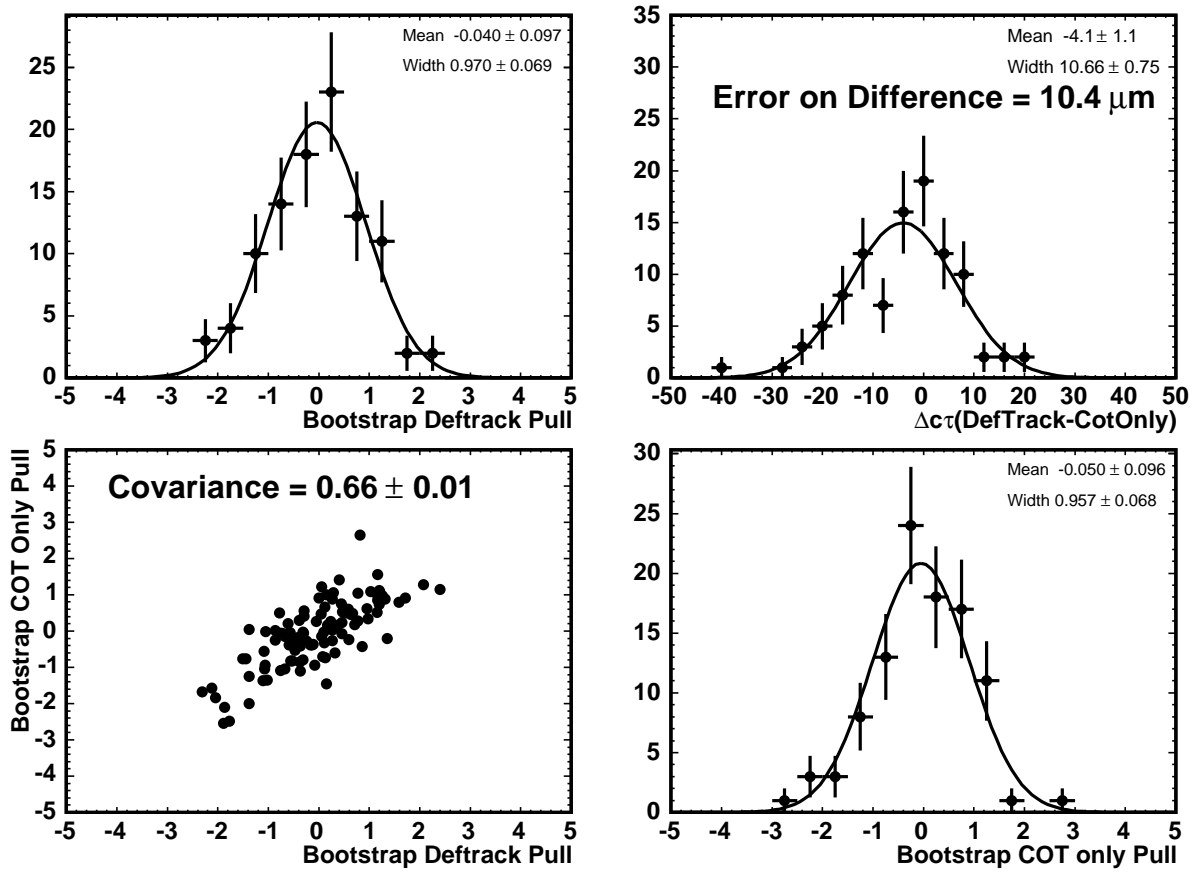 Mean -0.040 ± 0.097
Width 0.970 ± 0.069
25
20
15
10
5
0
-5 -4 -3 -2 -1 0 1 2 3 4 5
Bootstrap Deftrack Pull
35
30
25
20
15
10
5
0
Mean -4.1 ± 1.1
Width 10.66 ± 0.75
Error on Difference = 10.4 μm
-50 -40 -30 -20 -10 0 10 20 30 40 50
Δcτ(DefTrack-CotOnly)
Bootstrap COT Only Pull
5
4
3
2
1
0
-1
-2
-3
-4
-5
Covariance = 0.66 ± 0.01
-5 -4 -3 -2 -1 0 1 2 3 4 5
Bootstrap Deftrack Pull
30
25
20
15
10
5
0
Mean -0.050 ± 0.096
Width 0.957 ± 0.068
-5 -4 -3 -2 -1 0 1 2 3 4 5
Bootstrap COT only Pull